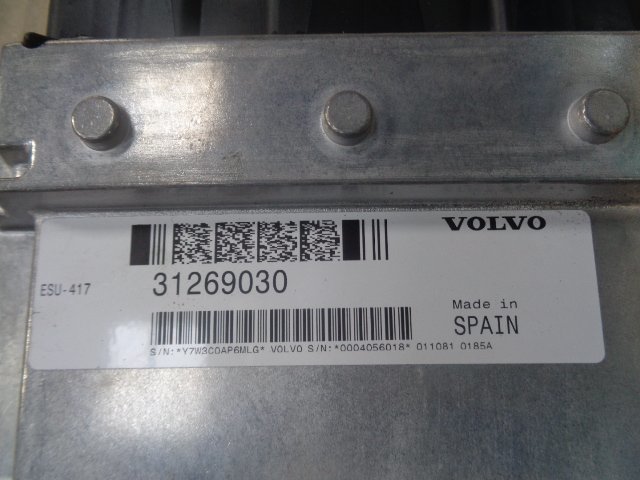 VOLVO
ESU-417
31269030
Made in
SPAIN
S/N:*Y7W3C0AP6MLG* VOLVO S/N:*0004056018* 011081 0185A